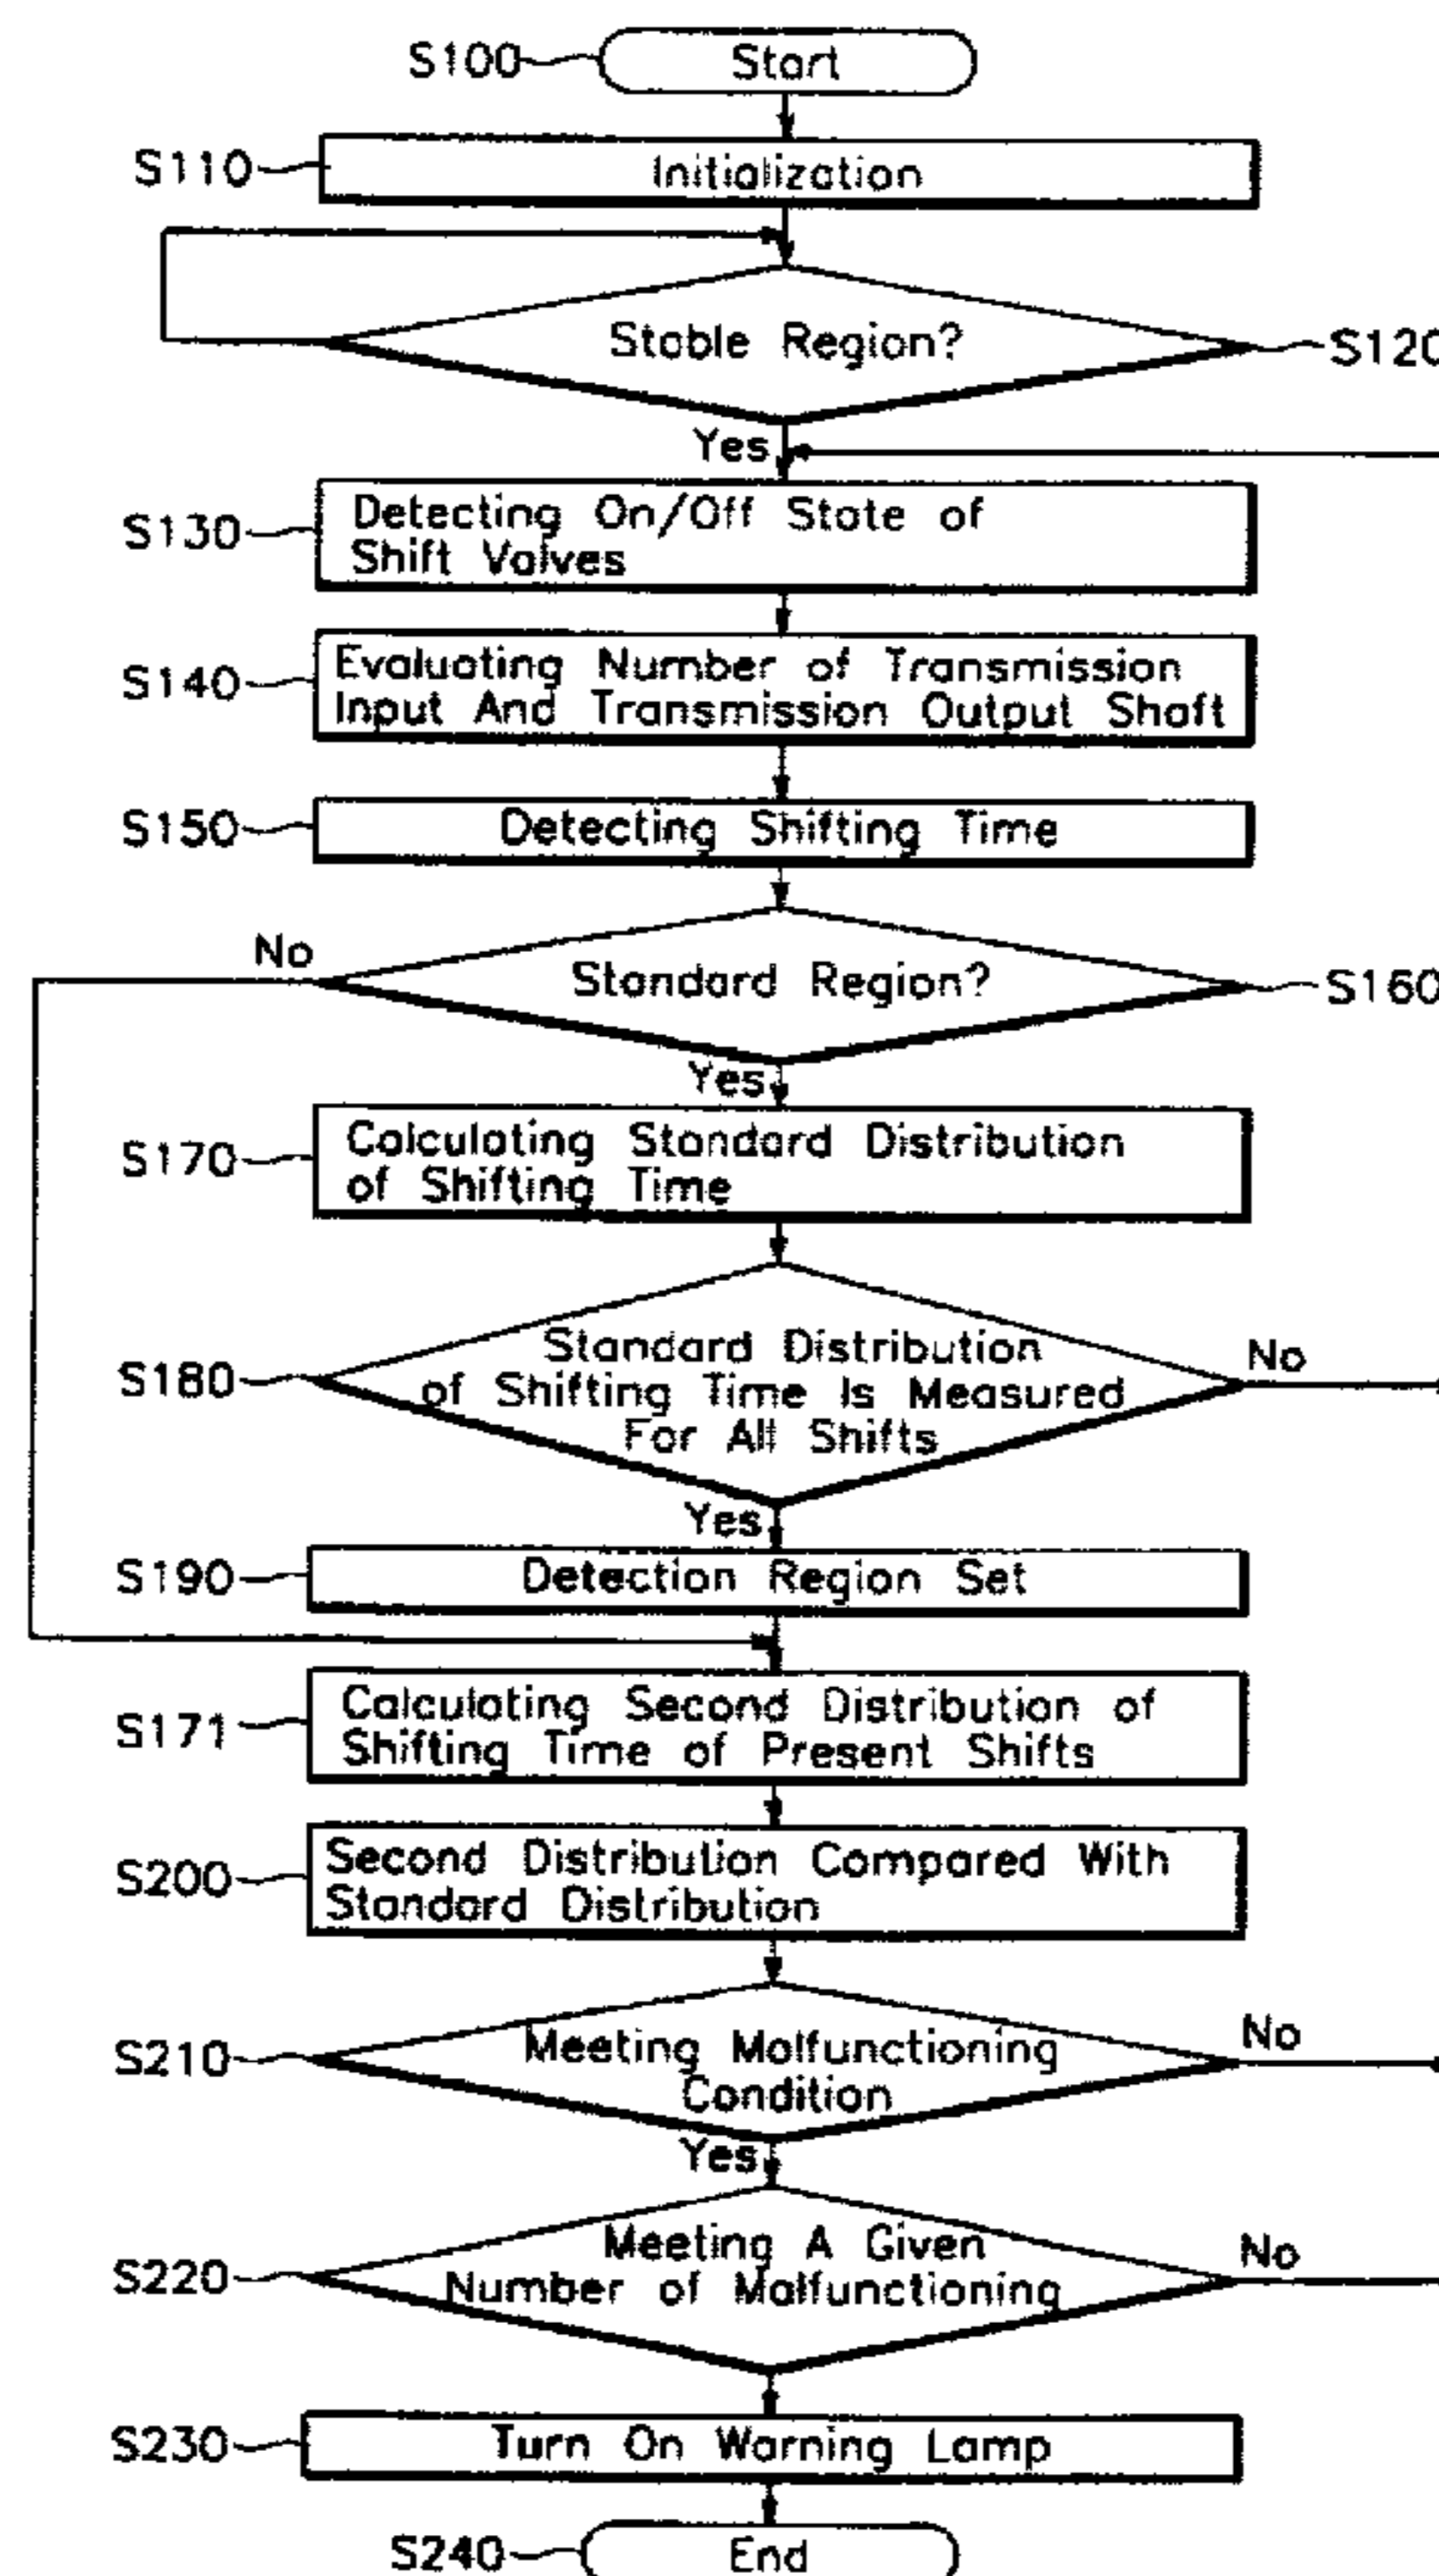 S100 Start
S110 Initialization
Stable Region? S120
Yes
S130 Detecting On/Off State of
Shift Valves
S140 Evaluating Number of Transmission
Input And Transmission Output Shaft
S150 Detecting Shifting Time
No
Standard Region? S160
Yes
S170 Calculating Standard Distribution
of Shifting Time
S180 Standard Distribution
of Shifting Time Is Measured
For All Shifts
No
Yes
S190 Detection Region Set
S171 Calculating Second Distribution of
Shifting Time of Present Shifts
S200 Second Distribution Compared With
Standard Distribution
S210 Meeting Malfunctioning
Condition
No
Yes
S220 Meeting A Given
Number of Malfunctioning
No
S230 Turn On Warning Lamp
S240 End